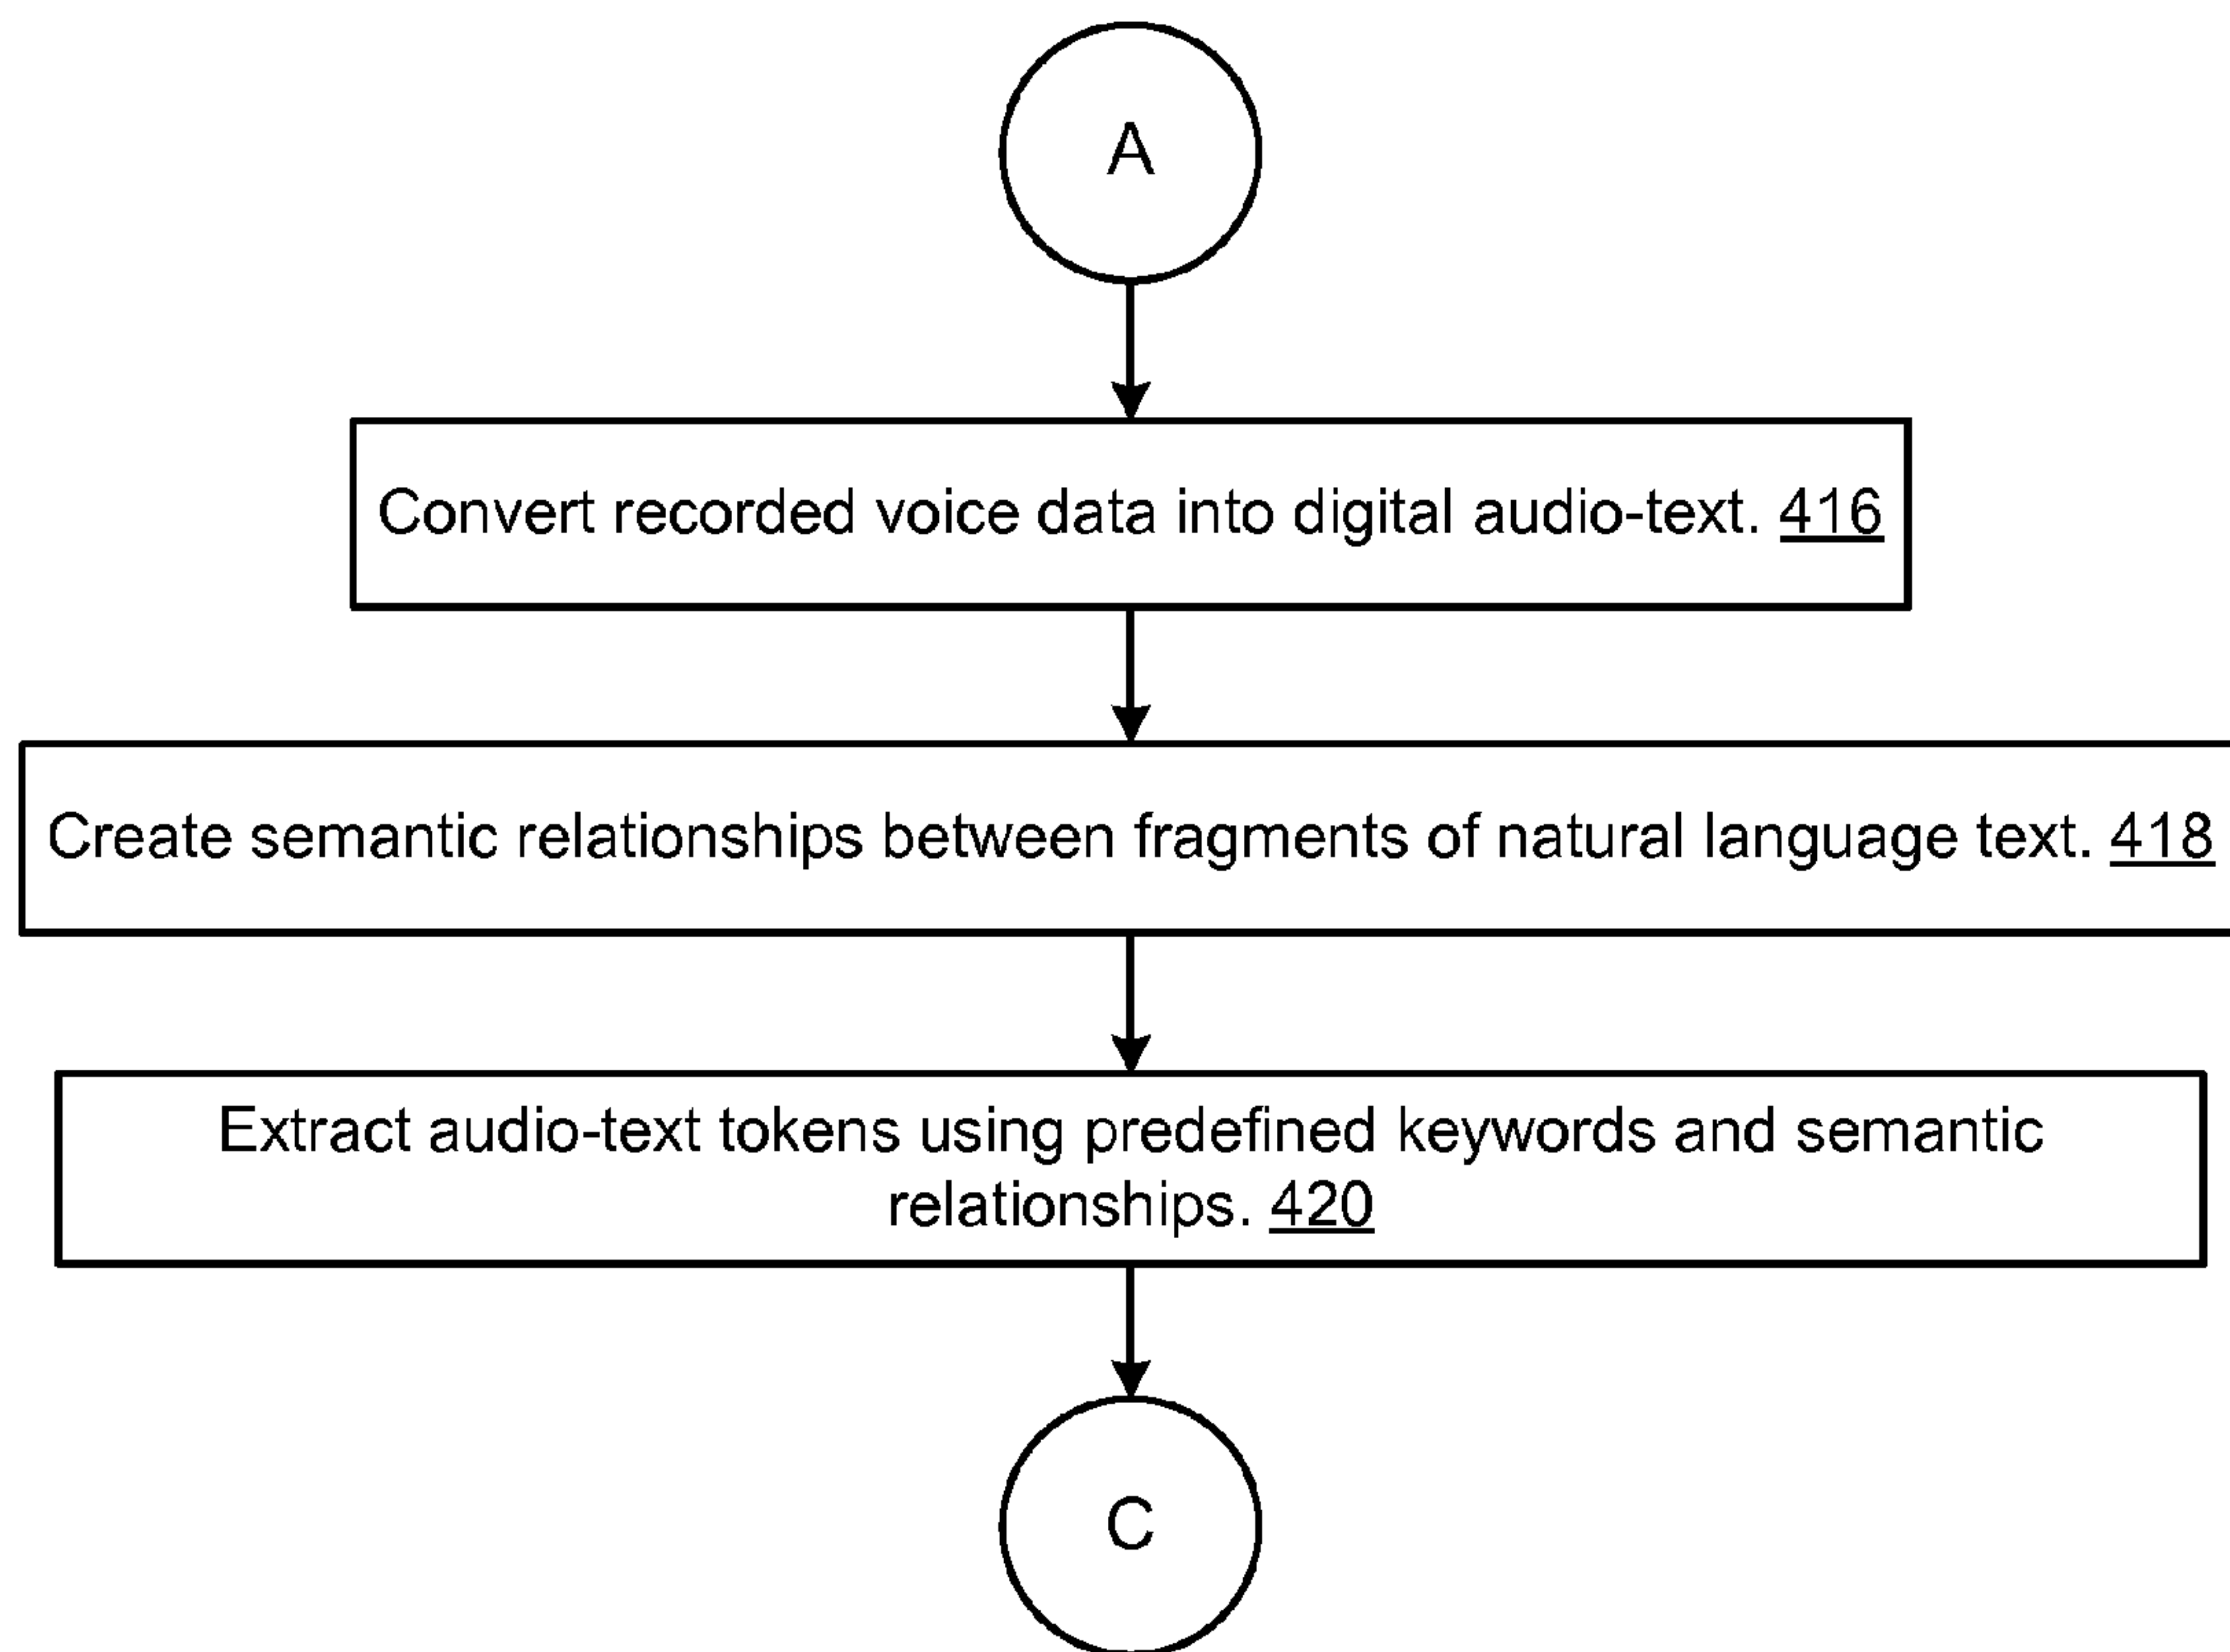 A
Convert recorded voice data into digital audio-text. 416
Create semantic relationships between fragments of natural language text. 418
Extract audio-text tokens using predefined keywords and semantic
relationships. 420
C